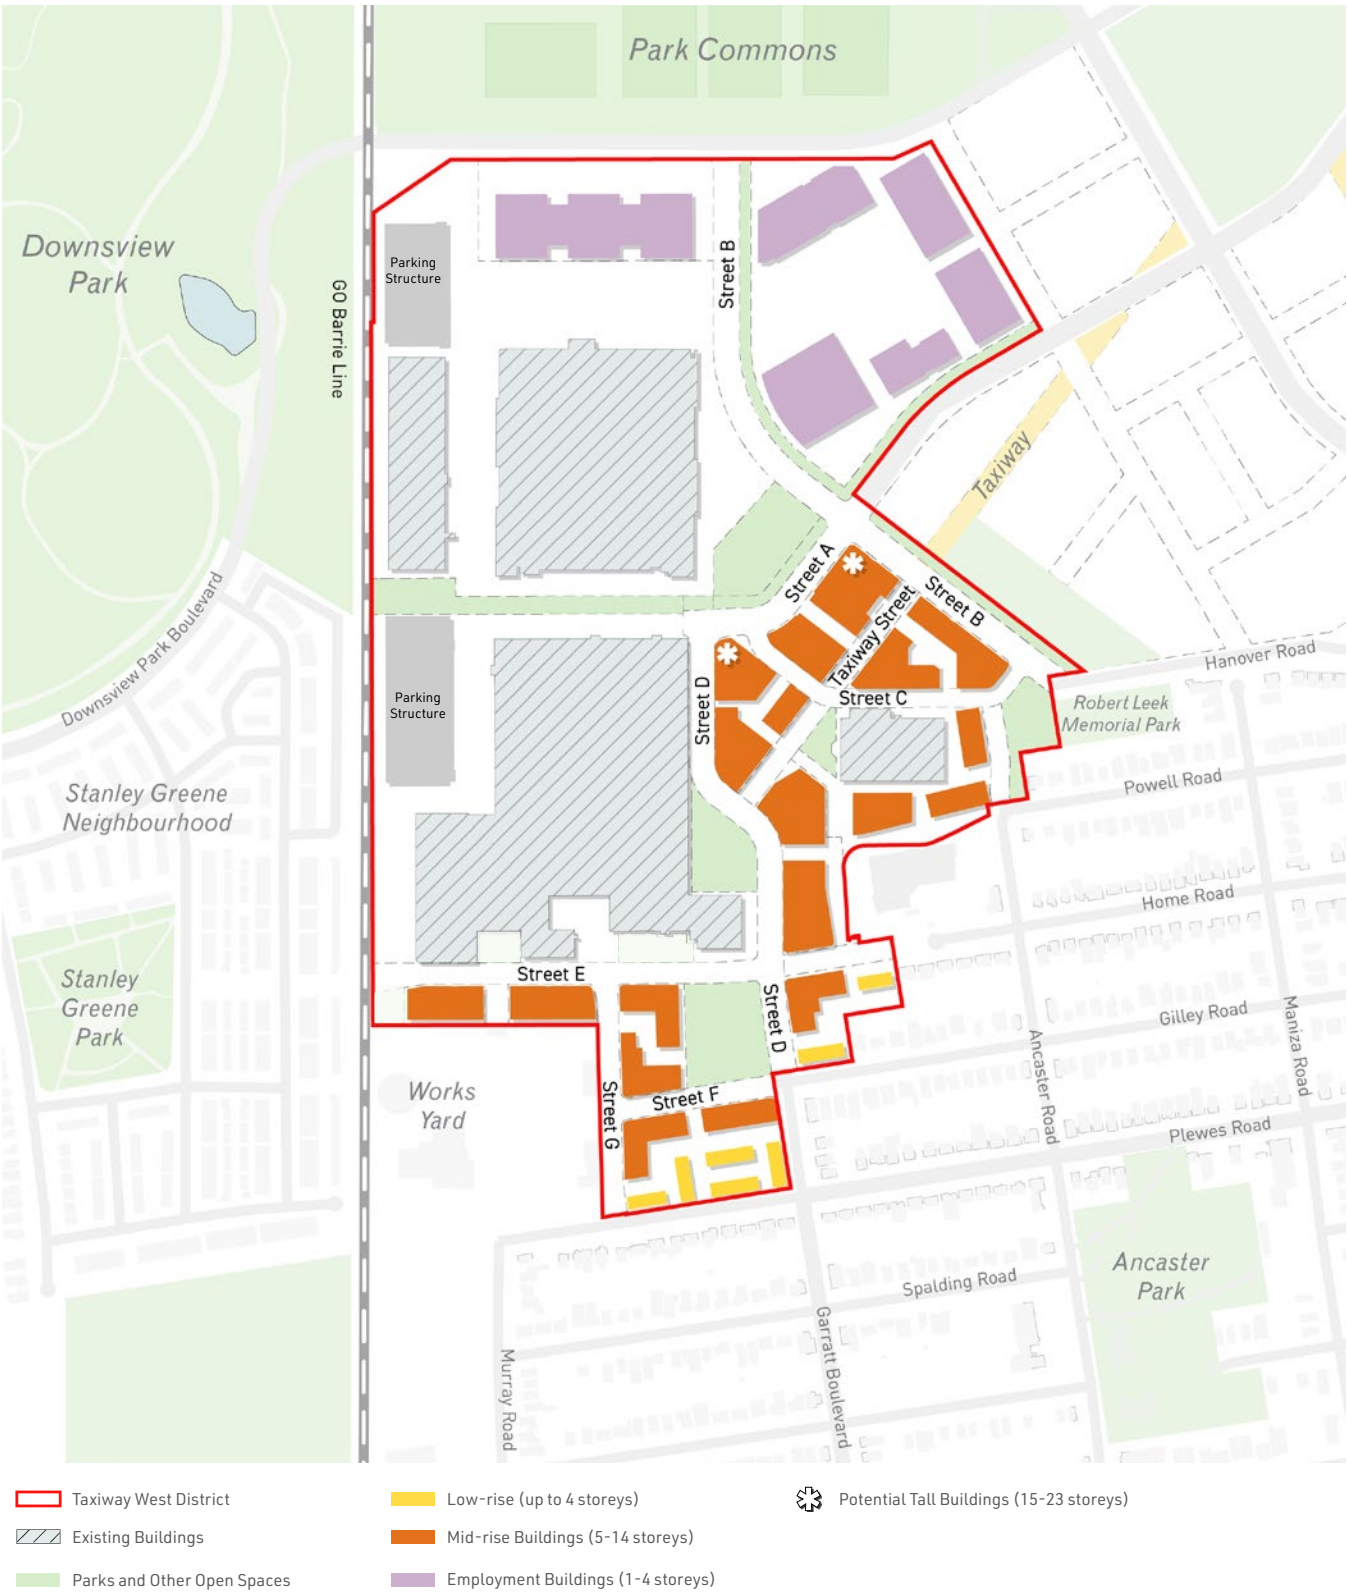 Park Commons
Downsview
Park
Parking
Structure
GO Barrie Line
Street B
Taxiway
Street A
Taxiway Street
Street B
Hanover Road
Downsview Park Boulevard
Street D
Street C
Robert Leek
Memorial Park
Parking
Structure
Powell Road
Stanley Greene
Neighbourhood
Home Road
Street E
Stanley
Greene
Park
Street D
Gilley Road
Ancaster Road
Maniza Road
Works
Yard
Street G
Street F
Plewes Road
Ancaster
Park
Spalding Road
Murray Road
Garratt Boulevard
Taxiway West District
Low-rise (up to 4 storeys)
Potential Tall Buildings (15-23 storeys)
Existing Buildings
Mid-rise Buildings (5-14 storeys)
Parks and Other Open Spaces
Employment Buildings (1-4 storeys)